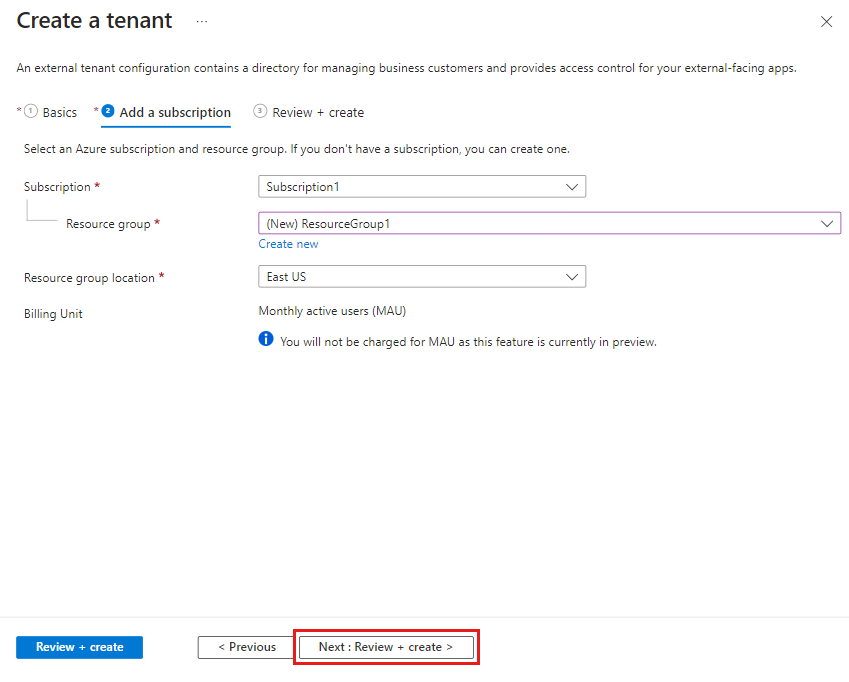 Create a tenant ...
An external tenant configuration contains a directory for managing business customers and provides access control for your external-facing apps.
* 1 Basics * 2 Add a subscription 3 Review + create
Select an Azure subscription and resource group. If you don't have a subscription, you can create one.
Subscription * Subscription1
Resource group * (New) ResourceGroup1
Create new
Resource group location * East US
Billing Unit Monthly active users (MAU)
You will not be charged for MAU as this feature is currently in preview.
Review + create < Previous Next : Review + create >